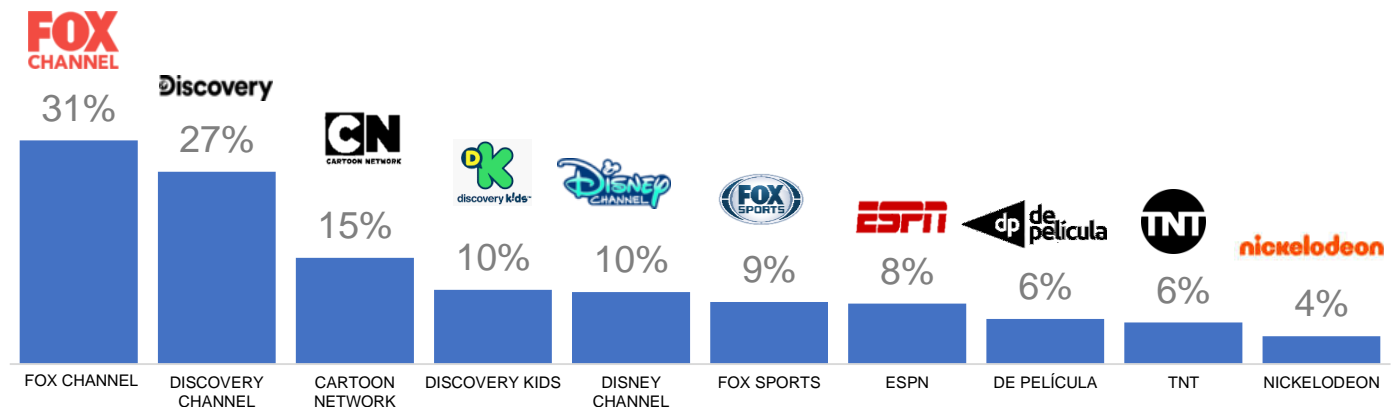 FOX
CHANNEL
31%
Discovery
27%
CN
CARTOON NETWORK
15%
DK
discovery kids
10%
DISNEY
CHANNEL
10%
FOX
SPORTS
9%
ESPN
8%
dp de
película
6%
TNT
6%
nickelodeon
4%
FOX CHANNEL
DISCOVERY
CHANNEL
CARTOON
NETWORK
DISCOVERY KIDS
DISNEY
CHANNEL
FOX SPORTS
ESPN
DE PELÍCULA
TNT
NICKELODEON